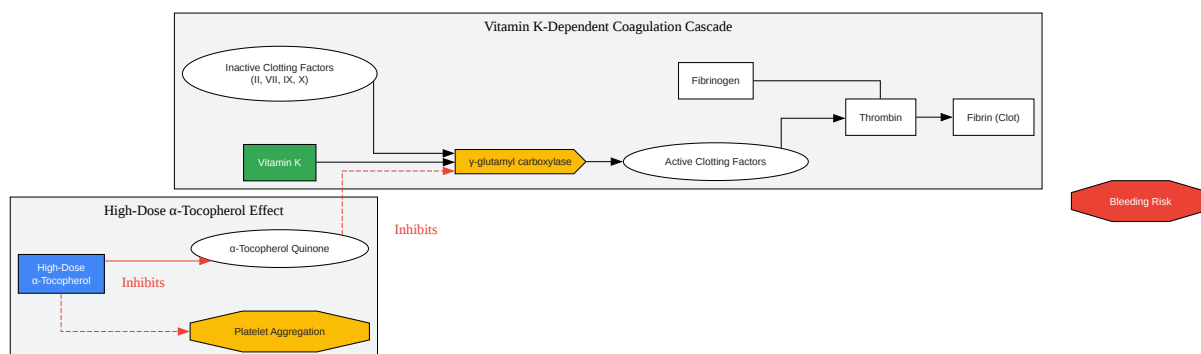 Vitamin K-Dependent Coagulation Cascade
Inactive Clotting Factors
(II, VII, IX, X)
Fibrinogen
Thrombin
Fibrin (Clot)
Vitamin K
γ-glutamyl carboxylase
Active Clotting Factors
Bleeding Risk
High-Dose α-Tocopherol Effect
Inhibits
α-Tocopherol Quinone
High-Dose
α-Tocopherol
Inhibits
Platelet Aggregation